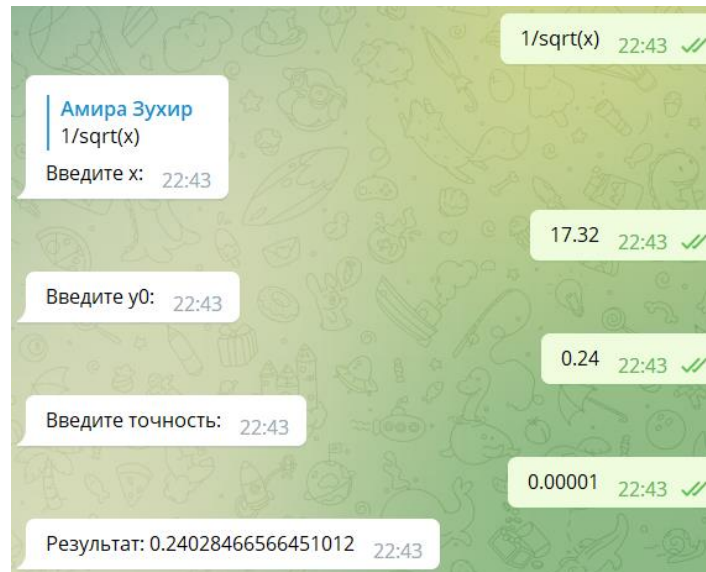 1/sqrt(x) 22:43
Амира Зухир
1/sqrt(x)
Введите x: 22:43
17.32 22:43
Введите y0: 22:43
0.24 22:43
Введите точность: 22:43
0.00001 22:43
Результат: 0.24028466566451012 22:43